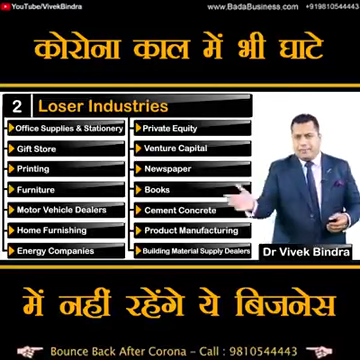 YouTube/VivekBindra
www.BadaBusiness.com
+919810544443
कोरोना काल में भी घाटे
2 Loser Industries
Office Supplies & Stationery
Gift Store
Printing
Furniture
Motor Vehicle Dealers
Home Furnishing
Energy Companies
Private Equity
Venture Capital
Newspaper
Books
Cement Concrete
Product Manufacturing
Building Material Supply Dealers
Dr Vivek Bindra
में नहीं रहेंगे ये बिजनेस
Bounce Back After Corona - Call : 9810544443